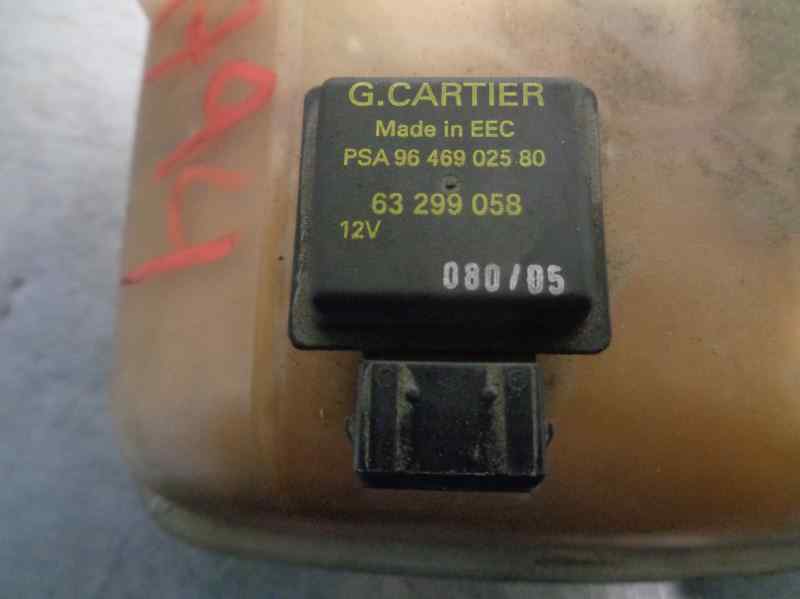 G.CARTIER
Made in EEC
PSA 96 469 025 80
63 299 058
12V
080/05